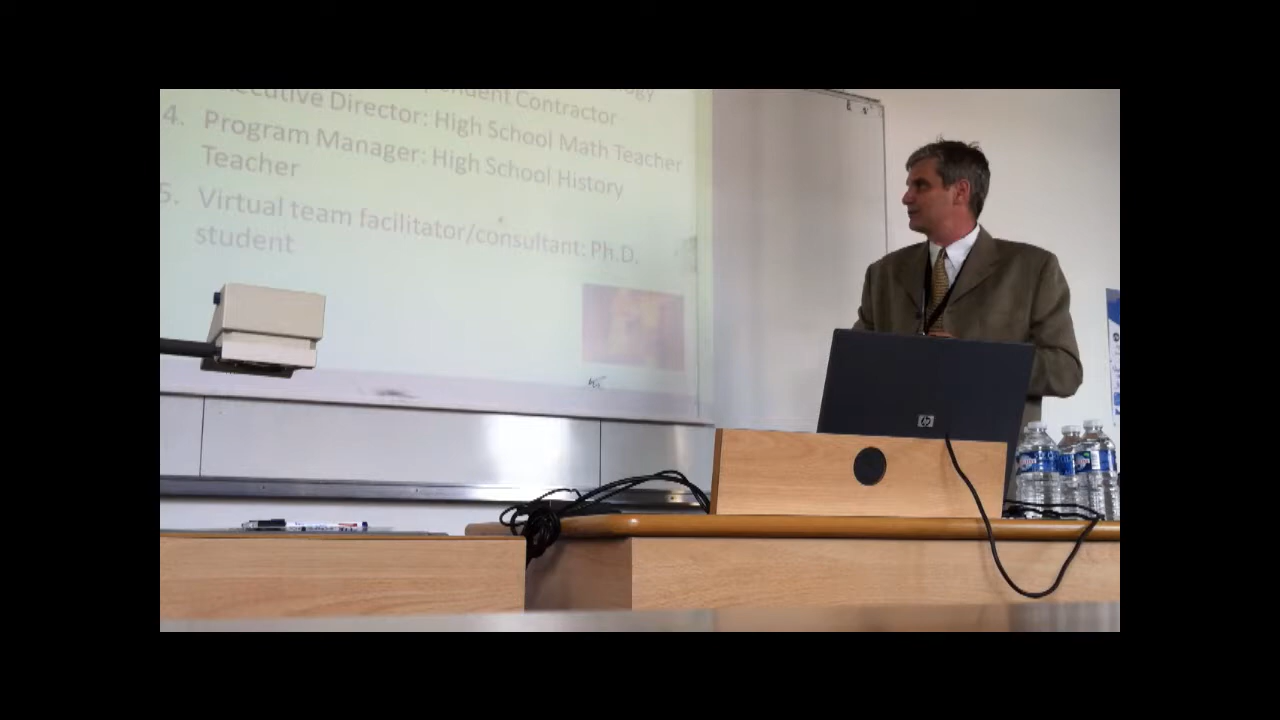 Contractor
Executive Director: High School Math Teacher
4. Program Manager: High School History
Teacher
5. Virtual team facilitator/consultant: Ph.D.
student
hp